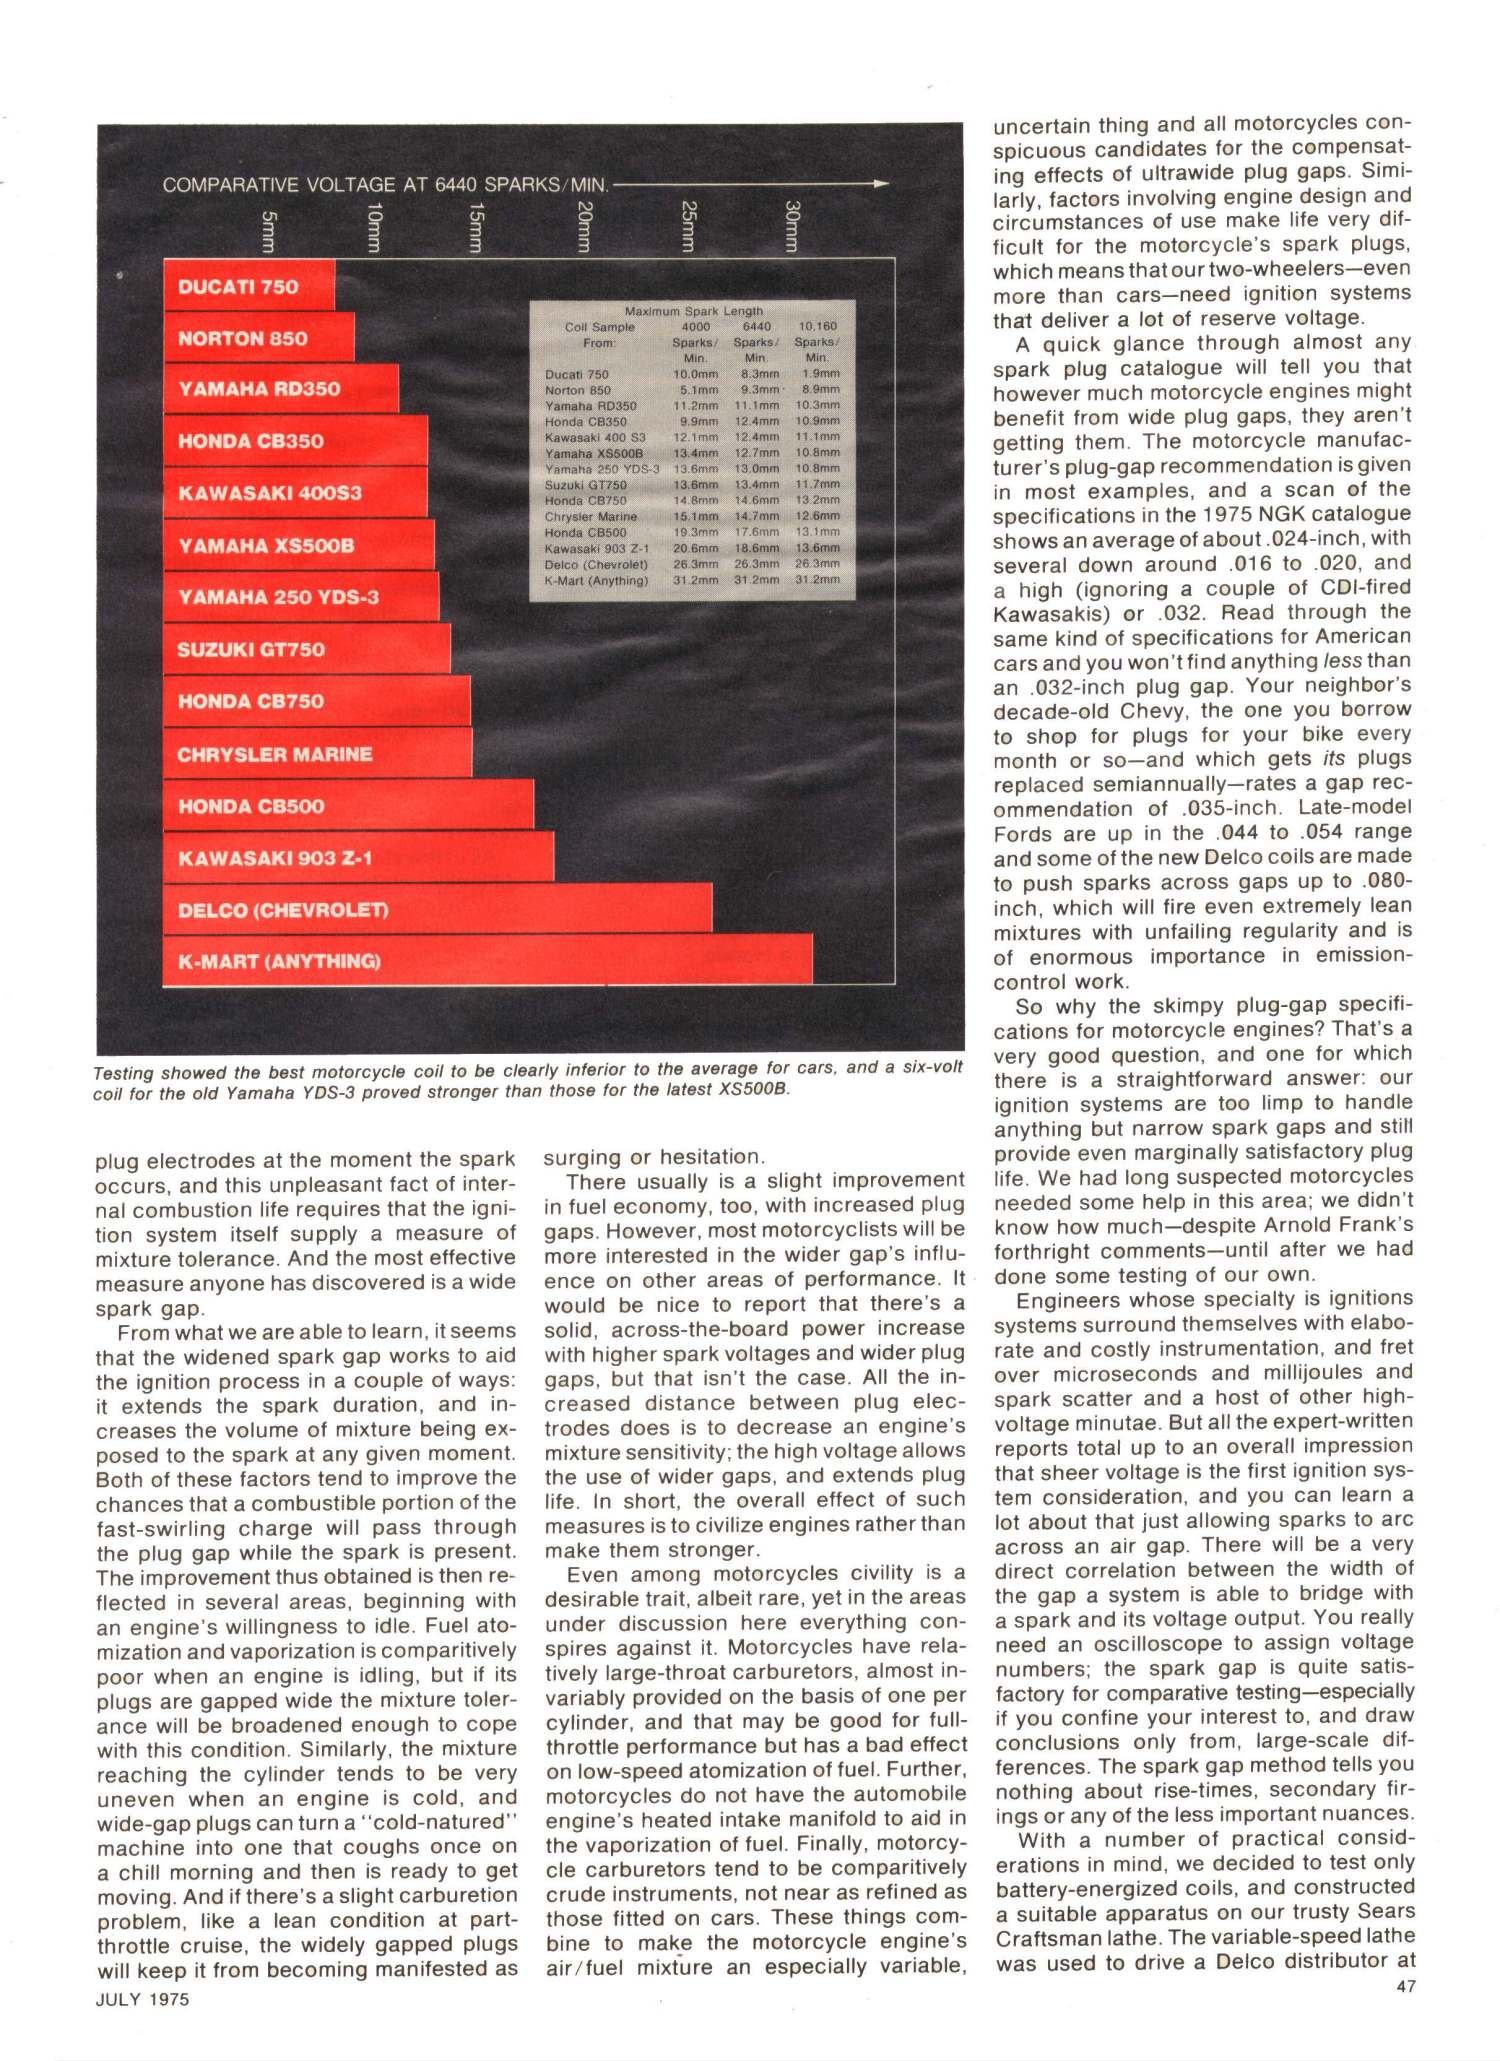 COMPARATIVE VOLTAGE AT 6440 SPARKS/MIN.
5mm 10mm 15mm 20mm 25mm 30mm
DUCATI 750
NORTON 850
YAMAHA RD350
HONDA CB350
KAWASAKI 400S3
YAMAHA XS500B
YAMAHA 250 YDS-3
SUZUKI GT750
HONDA CB750
CHRYSLER MARINE
HONDA CB500
KAWASAKI 903 Z-1
DELCO (CHEVROLET)
K-MART (ANYTHING)
Maximum Spark Length
Coil Sample 4000 6440 10,160
From: Sparks/ Sparks/ Sparks/
Min. Min. Min.
Ducati 750 10.0mm 8.3mm 1.9mm
Norton 850 5.1mm 9.3mm 8.9mm
Yamaha RD350 11.2mm 11.1mm 10.3mm
Honda CB350 9.9mm 12.4mm 10.9mm
Kawasaki 400 S3 12.1mm 12.4mm 11.1mm
Yamaha XS500B 13.4mm 12.7mm 10.8mm
Yamaha 250 YDS-3 13.6mm 13.0mm 10.8mm
Suzuki GT750 13.6mm 13.4mm 11.7mm
Honda CB750 14.8mm 14.6mm 13.2mm
Chrysler Marine 15.1mm 14.7mm 12.6mm
Honda CB500 19.3mm 17.6mm 13.1mm
Kawasaki 903 Z-1 20.6mm 18.6mm 13.6mm
Delco (Chevrolet) 26.3mm 26.3mm 26.3mm
K-Mart (Anything) 31.2mm 31.2mm 31.2mm
Testing showed the best motorcycle coil to be clearly inferior to the average for cars, and a six-volt
coil for the old Yamaha YDS-3 proved stronger than those for the latest XS500B.
plug electrodes at the moment the spark
occurs, and this unpleasant fact of inter-
nal combustion life requires that the igni-
tion system itself supply a measure of
mixture tolerance. And the most effective
measure anyone has discovered is a wide
spark gap.
From what we are able to learn, it seems
that the widened spark gap works to aid
the ignition process in a couple of ways:
it extends the spark duration, and in-
creases the volume of mixture being ex-
posed to the spark at any given moment.
Both of these factors tend to improve the
chances that a combustible portion of the
fast-swirling charge will pass through
the plug gap while the spark is present.
The improvement thus obtained is then re-
flected in several areas, beginning with
an engine's willingness to idle. Fuel ato-
mization and vaporization is comparitively
poor when an engine is idling, but if its
plugs are gapped wide the mixture toler-
ance will be broadened enough to cope
with this condition. Similarly, the mixture
reaching the cylinder tends to be very
uneven when an engine is cold, and
wide-gap plugs can turn a "cold-natured"
machine into one that coughs once on
a chill morning and then is ready to get
moving. And if there's a slight carburetion
problem, like a lean condition at part-
throttle cruise, the widely gapped plugs
will keep it from becoming manifested as
surging or hesitation.
There usually is a slight improvement
in fuel economy, too, with increased plug
gaps. However, most motorcyclists will be
more interested in the wider gap's influ-
ence on other areas of performance. It
would be nice to report that there's a
solid, across-the-board power increase
with higher spark voltages and wider plug
gaps, but that isn't the case. All the in-
creased distance between plug elec-
trodes does is to decrease an engine's
mixture sensitivity; the high voltage allows
the use of wider gaps, and extends plug
life. In short, the overall effect of such
measures is to civilize engines rather than
make them stronger.
Even among motorcycles civility is a
desirable trait, albeit rare, yet in the areas
under discussion here everything con-
spires against it. Motorcycles have rela-
tively large-throat carburetors, almost in-
variably provided on the basis of one per
cylinder, and that may be good for full-
throttle performance but has a bad effect
on low-speed atomization of fuel. Further,
motorcycles do not have the automobile
engine's heated intake manifold to aid in
the vaporization of fuel. Finally, motorcy-
cle carburetors tend to be comparitively
crude instruments, not near as refined as
those fitted on cars. These things com-
bine to make the motorcycle engine's
air/fuel mixture an especially variable,
uncertain thing and all motorcycles con-
spicuous candidates for the compensat-
ing effects of ultrawide plug gaps. Simi-
larly, factors involving engine design and
circumstances of use make life very dif-
ficult for the motorcycle's spark plugs,
which means that our two-wheelers—even
more than cars—need ignition systems
that deliver a lot of reserve voltage.
A quick glance through almost any
spark plug catalogue will tell you that
however much motorcycle engines might
benefit from wide plug gaps, they aren't
getting them. The motorcycle manufac-
turer's plug-gap recommendation is given
in most examples, and a scan of the
specifications in the 1975 NGK catalogue
shows an average of about .024-inch, with
several down around .016 to .020, and
a high (ignoring a couple of CDI-fired
Kawasakis) or .032. Read through the
same kind of specifications for American
cars and you won't find anything less than
an .032-inch plug gap. Your neighbor's
decade-old Chevy, the one you borrow
to shop for plugs for your bike every
month or so—and which gets its plugs
replaced semiannually—rates a gap rec-
ommendation of .035-inch. Late-model
Fords are up in the .044 to .054 range
and some of the new Delco coils are made
to push sparks across gaps up to .080-
inch, which will fire even extremely lean
mixtures with unfailing regularity and is
of enormous importance in emission-
control work.
So why the skimpy plug-gap specifi-
cations for motorcycle engines? That's a
very good question, and one for which
there is a straightforward answer: our
ignition systems are too limp to handle
anything but narrow spark gaps and still
provide even marginally satisfactory plug
life. We had long suspected motorcycles
needed some help in this area; we didn't
know how much—despite Arnold Frank's
forthright comments—until after we had
done some testing of our own.
Engineers whose specialty is ignitions
systems surround themselves with elabo-
rate and costly instrumentation, and fret
over microseconds and millijoules and
spark scatter and a host of other high-
voltage minutae. But all the expert-written
reports total up to an overall impression
that sheer voltage is the first ignition sys-
tem consideration, and you can learn a
lot about that just allowing sparks to arc
across an air gap. There will be a very
direct correlation between the width of
the gap a system is able to bridge with
a spark and its voltage output. You really
need an oscilloscope to assign voltage
numbers; the spark gap is quite satis-
factory for comparative testing—especially
if you confine your interest to, and draw
conclusions only from, large-scale dif-
ferences. The spark gap method tells you
nothing about rise-times, secondary fir-
ings or any of the less important nuances.
With a number of practical consid-
erations in mind, we decided to test only
battery-energized coils, and constructed
a suitable apparatus on our trusty Sears
Craftsman lathe. The variable-speed lathe
was used to drive a Delco distributor at
JULY 1975
47